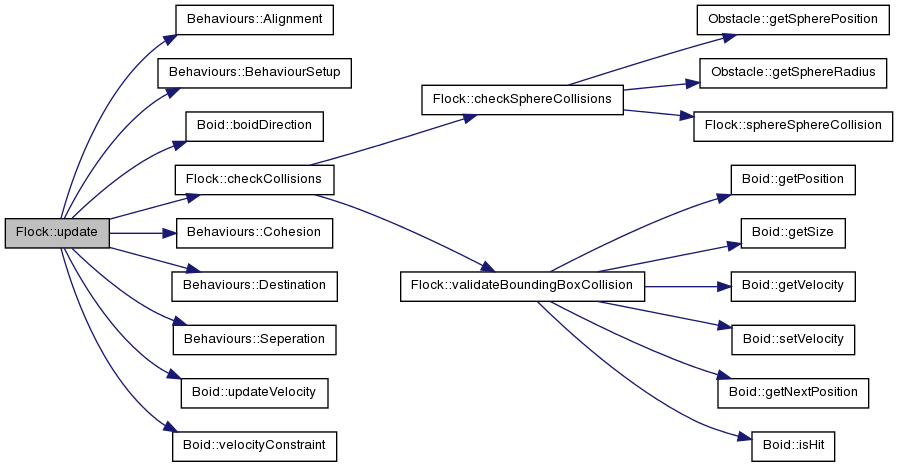 Flock::update
Behaviours::Alignment
Behaviours::BehaviourSetup
Boid::boidDirection
Flock::checkCollisions
Behaviours::Cohesion
Behaviours::Destination
Behaviours::Seperation
Boid::updateVelocity
Boid::velocityConstraint
Flock::checkSphereCollisions
Flock::validateBoundingBoxCollision
Obstacle::getSpherePosition
Obstacle::getSphereRadius
Flock::sphereSphereCollision
Boid::getPosition
Boid::getSize
Boid::getVelocity
Boid::setVelocity
Boid::getNextPosition
Boid::isHit